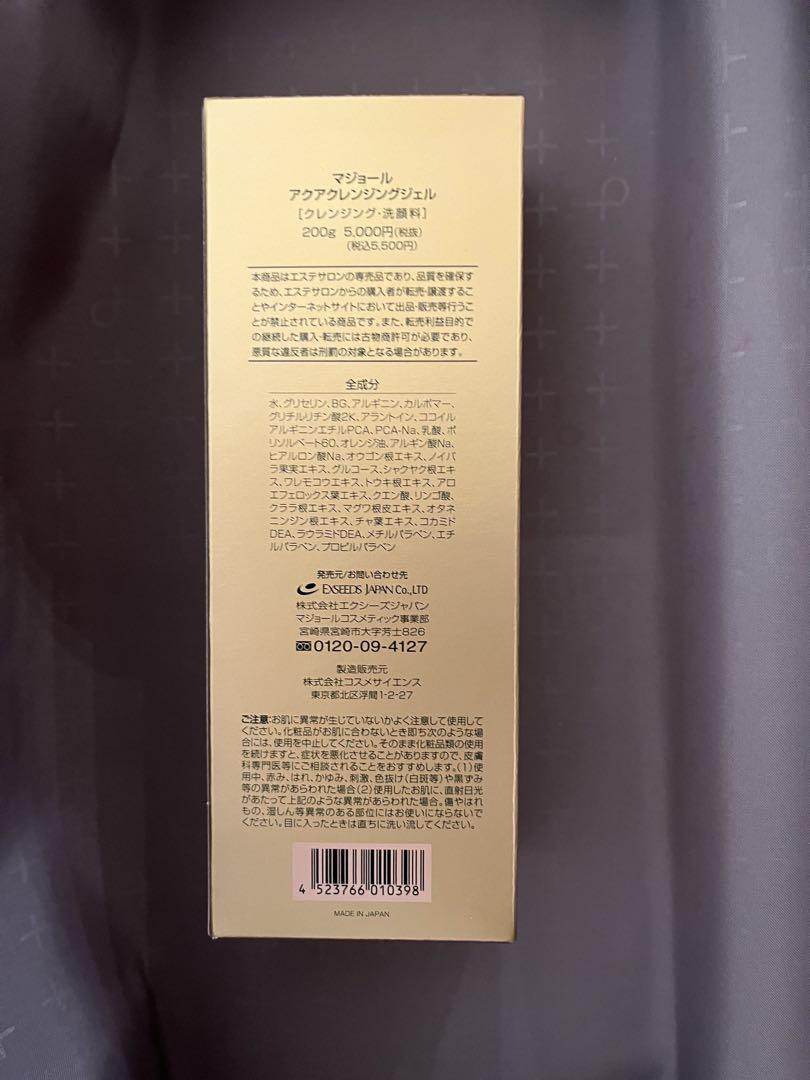 マジョール
アクアクレンジングジェル
[クレンジング・洗顔料]
200g 5,000円(税抜)
(税込5,500円)
本商品はエステサロンの専売品であり、品質を確保す
るため、エステサロンからの購入者が転売・譲渡するこ
とやインターネットサイトにおいて出品・販売等行うこ
とが禁止されている商品です。また、転売利益目的で
の継続した購入・転売には古物商許可が必要であり、
悪質な違反者は刑罰の対象となる場合があります。
全成分
水、グリセリン、BG、アルギニン、カルボマー、
グリチルリチン酸2K、アラントイン、ココイル
アルギニンエチルPCA、PCA-Na、乳酸、ポ
リソルベート60、オレンジ油、アルギン酸Na、
ヒアルロン酸Na、オウゴン根エキス、ノイバ
ラ果実エキス、グルコース、シャクヤク根エキ
ス、ワレモコウエキス、トウキ根エキス、アロ
エフェロックス葉エキス、クエン酸、リンゴ酸、
クララ根エキス、マグワ根皮エキス、オタネ
ニンジン根エキス、チャ葉エキス、コカミド
DEA、ラウラミドDEA、メチルパラベン、エチ
ルパラベン、プロピルパラベン
発売元/お問い合わせ先
EXSEEDS JAPAN Co.,LTD
株式会社エクシーズジャパン
マジョールコスメティック事業部
宮崎県宮崎市大字芳士826
0120-09-4127
製造販売元
株式会社コスメサイエンス
東京都北区浮間1-2-27
ご注意:お肌に異常が生じていないかよく注意して使用して
ください。化粧品がお肌に合わないとき即ち次のような場
合には、使用を中止してください。そのまま化粧品類の使用
を続けますと、症状を悪化させることがありますので、皮膚
科専門医等にご相談されることをおすすめします。(1)使
用中、赤み、はれ、かゆみ、刺激、色抜け(白斑等)や黒ずみ
等の異常があらわれた場合(2)使用したお肌に、直射日光
があたって上記のような異常があらわれた場合。傷やはれ
もの、湿しん等異常のある部位にはお使いにならないで
ください。目に入ったときは直ちに洗い流してください。
4 523766 010398
MADE IN JAPAN